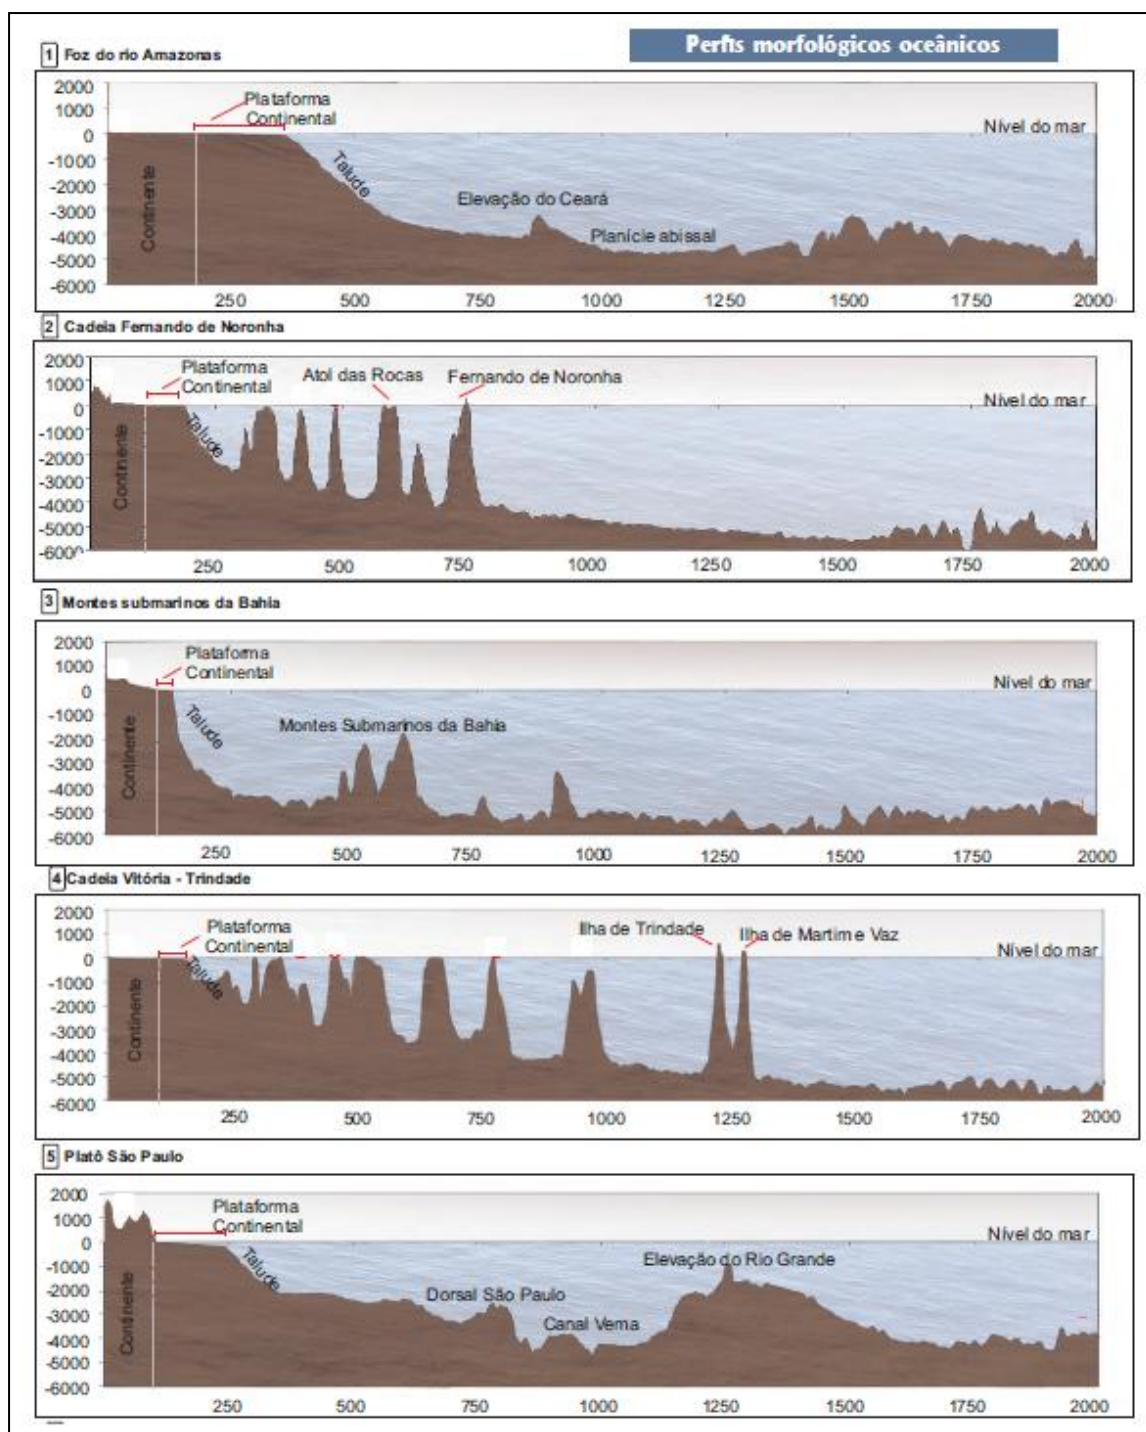 Perfis morfológicos oceânicos
1 Foz do rio Amazonas
2000
1000
0
-1000
-2000
-3000
-4000
-5000
-6000
Plataforma
Continental
Nível do mar
Continente
Talude
Elevação do Ceará
Planície abissal
250 500 750 1000 1250 1500 1750 2000
2 Cadeia Fernando de Noronha
2000
1000
0
-1000
-2000
-3000
-4000
-5000
-6000
Plataforma
Continental
Atol das Rocas
Fernando de Noronha
Nível do mar
Continente
Talude
250 500 750 1000 1250 1500 1750 2000
3 Montes submarinos da Bahia
2000
1000
0
-1000
-2000
-3000
-4000
-5000
-6000
Plataforma
Continental
Nível do mar
Continente
Talude
Montes Submarinos da Bahia
250 500 750 1000 1250 1500 1750 2000
4 Cadeia Vitória - Trindade
2000
1000
0
-1000
-2000
-3000
-4000
-5000
-6000
Plataforma
Continental
Ilha de Trindade
Ilha de Martim e Vaz
Nível do mar
Continente
Talude
250 500 750 1000 1250 1500 1750 2000
5 Platô São Paulo
2000
1000
0
-1000
-2000
-3000
-4000
-5000
-6000
Plataforma
Continental
Nível do mar
Continente
Talude
Elevação do Rio Grande
Dorsal São Paulo
Canal Vema
250 500 750 1000 1250 1500 1750 2000